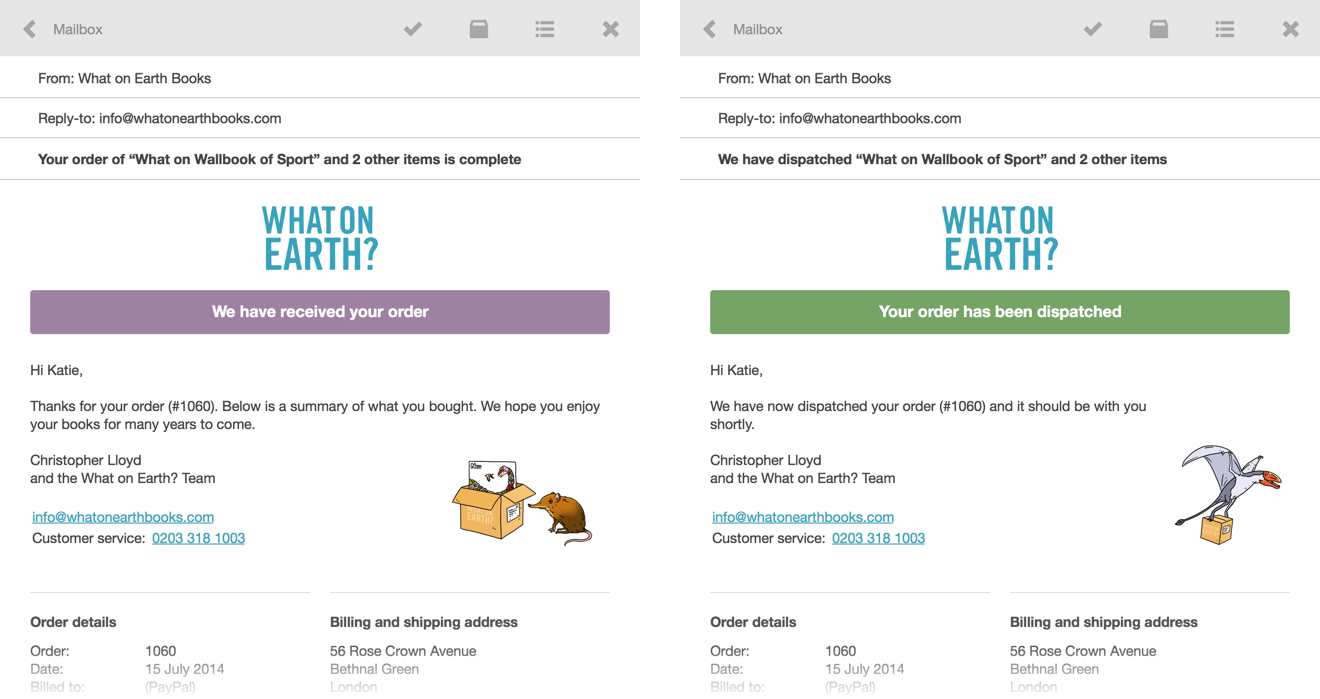 Mailbox
From: What on Earth Books
Reply-to: info@whatonearthbooks.com
Your order of “What on Wallbook of Sport” and 2 other items is complete
WHAT ON
EARTH?
We have received your order
Hi Katie,
Thanks for your order (#1060). Below is a summary of what you bought. We hope you enjoy
your books for many years to come.
Christopher Lloyd
and the What on Earth? Team
info@whatonearthbooks.com
Customer service: 0203 318 1003
Order details
Order: 1060
Date: 15 July 2014
Billed to: (PayPal)
Billing and shipping address
56 Rose Crown Avenue
Bethnal Green
London
Mailbox
From: What on Earth Books
Reply-to: info@whatonearthbooks.com
We have dispatched “What on Wallbook of Sport” and 2 other items
WHAT ON
EARTH?
Your order has been dispatched
Hi Katie,
We have now dispatched your order (#1060) and it should be with you
shortly.
Christopher Lloyd
and the What on Earth? Team
info@whatonearthbooks.com
Customer service: 0203 318 1003
Order details
Order: 1060
Date: 15 July 2014
Billed to: (PayPal)
Billing and shipping address
56 Rose Crown Avenue
Bethnal Green
London